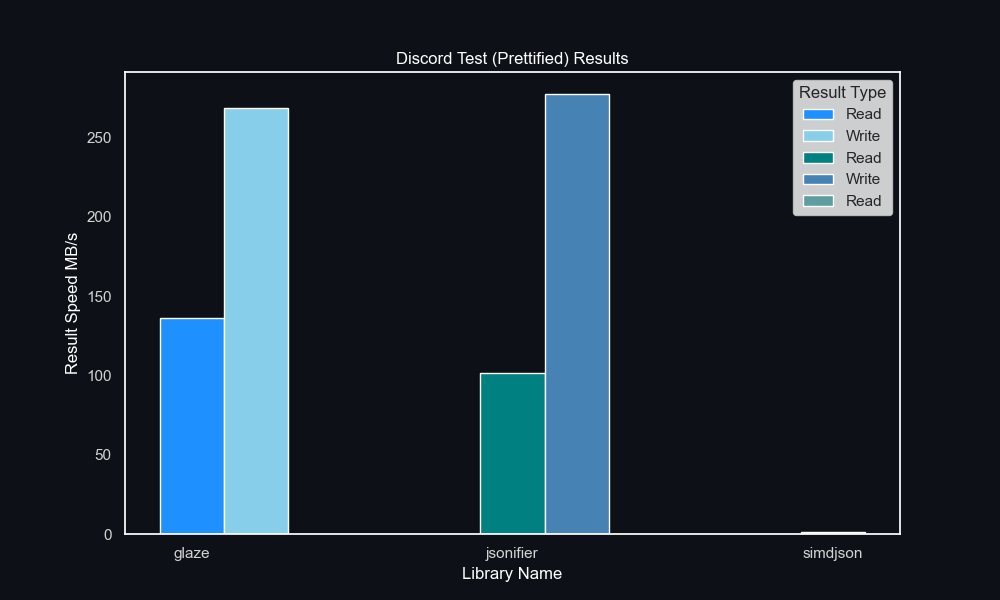 Discord Test (Prettified) Results
Result Type
Read
Write
Read
Write
Read
Result Speed MB/s
250
200
150
100
50
0
glaze jsonifier simdjson
Library Name